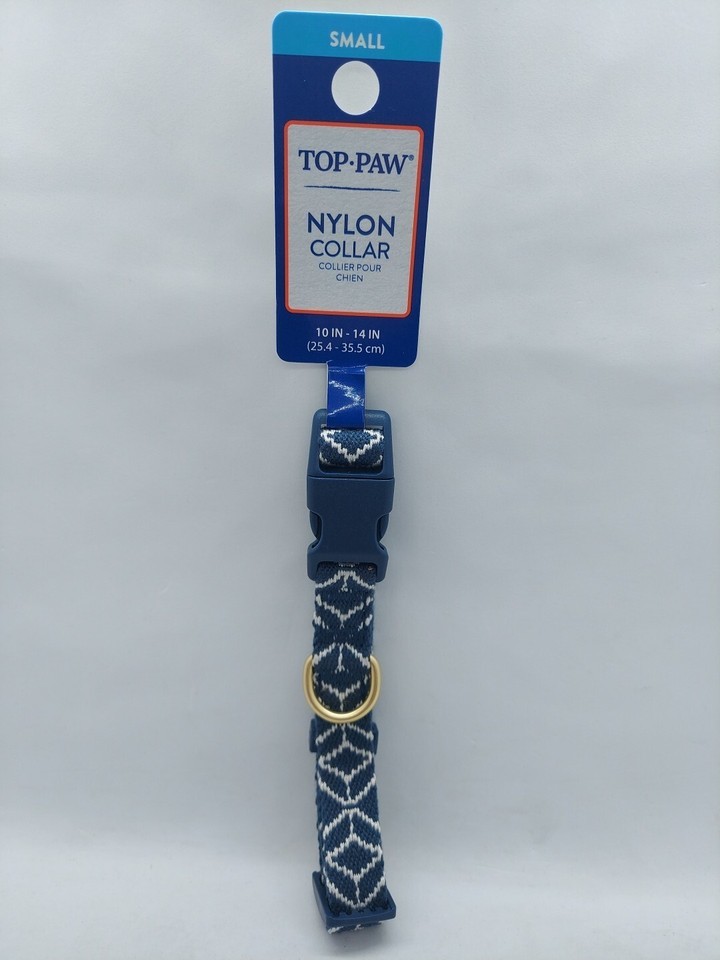 SMALL
TOP·PAW®
NYLON
COLLAR
COLLIER POUR
CHIEN
10 IN - 14 IN
(25.4 - 35.5 cm)